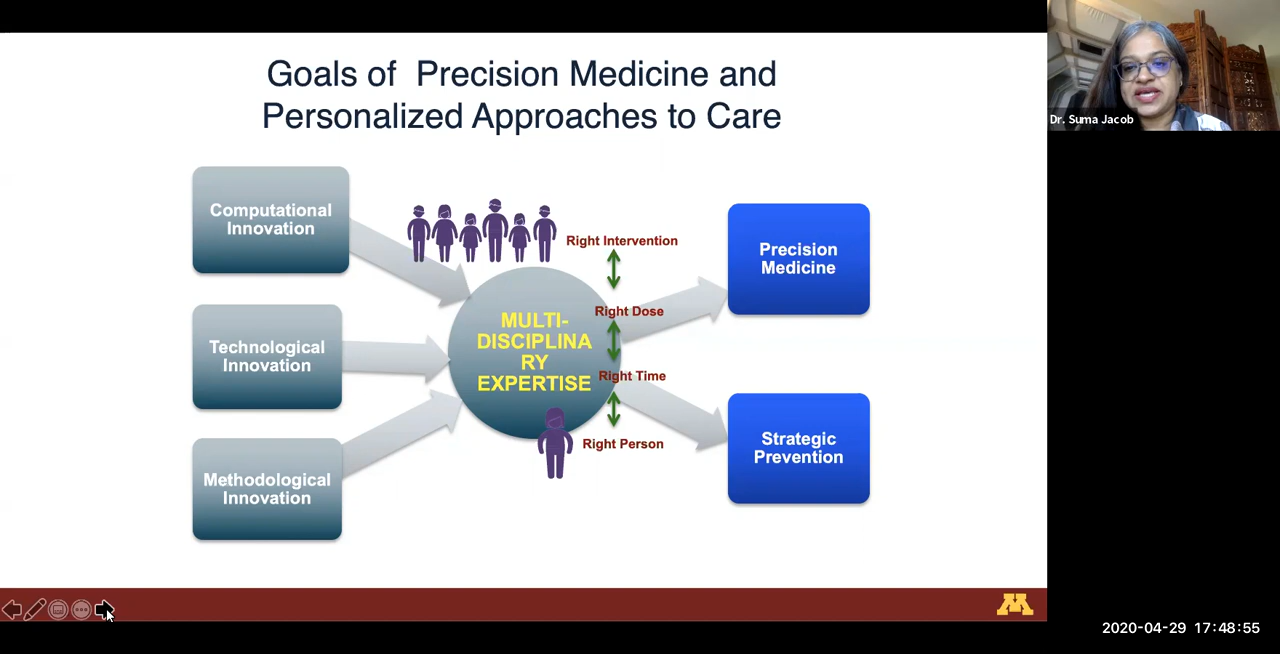 Goals of  Precision Medicine and
Personalized Approaches to Care
Computational
Innovation
Technological
Innovation
Methodological
Innovation
MULTI-
DISCIPLINA
RY
EXPERTISE
Right Intervention
Right Dose
Right Time
Right Person
Precision
Medicine
Strategic
Prevention
M
Dr. Suma Jacob
2020-04-29 17:48:55